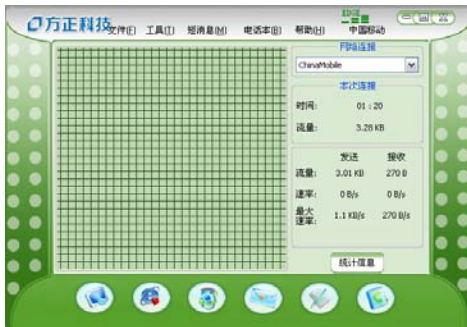 方正科技
文件(F) 工具(T) 短消息(M) 电话本(B) 帮助(H)
EDGE
中国移动
网络连接
ChinaMobile
本次连接
时间: 01 : 20
流量: 3.28 KB
发送 接收
流量: 3.01 KB 270 B
速率: 0 B/s 0 B/s
最大速率: 1.1 KB/s 270 B/s
统计信息